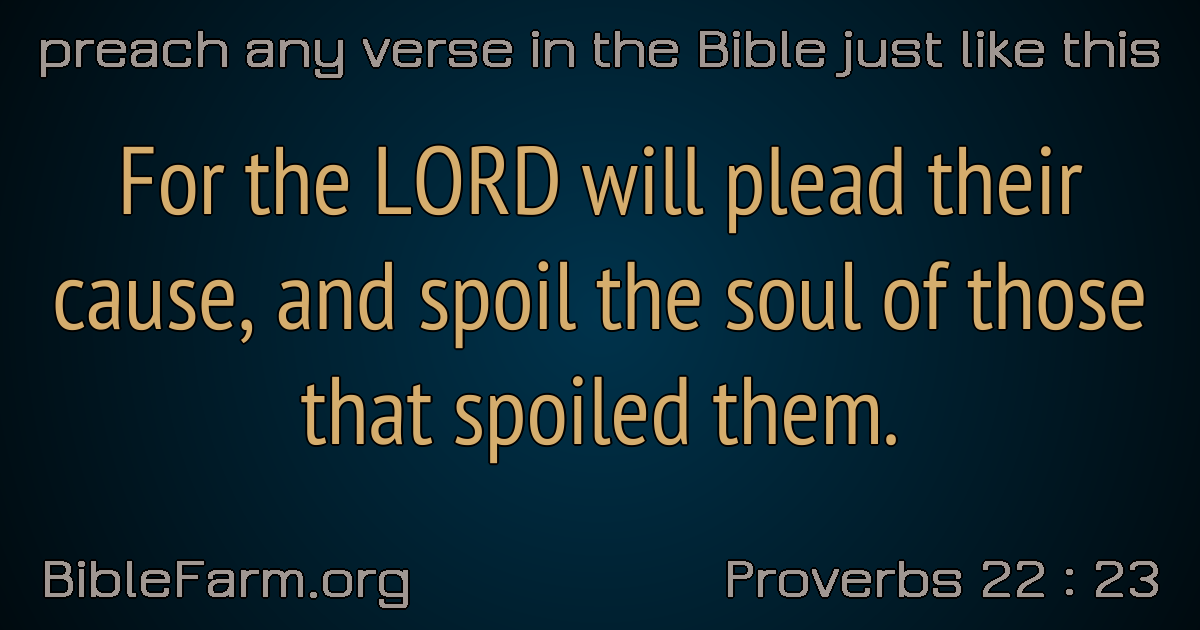 preach any verse in the Bible just like this
For the LORD will plead their
cause, and spoil the soul of those
that spoiled them.
BibleFarm.org
Proverbs 22 : 23